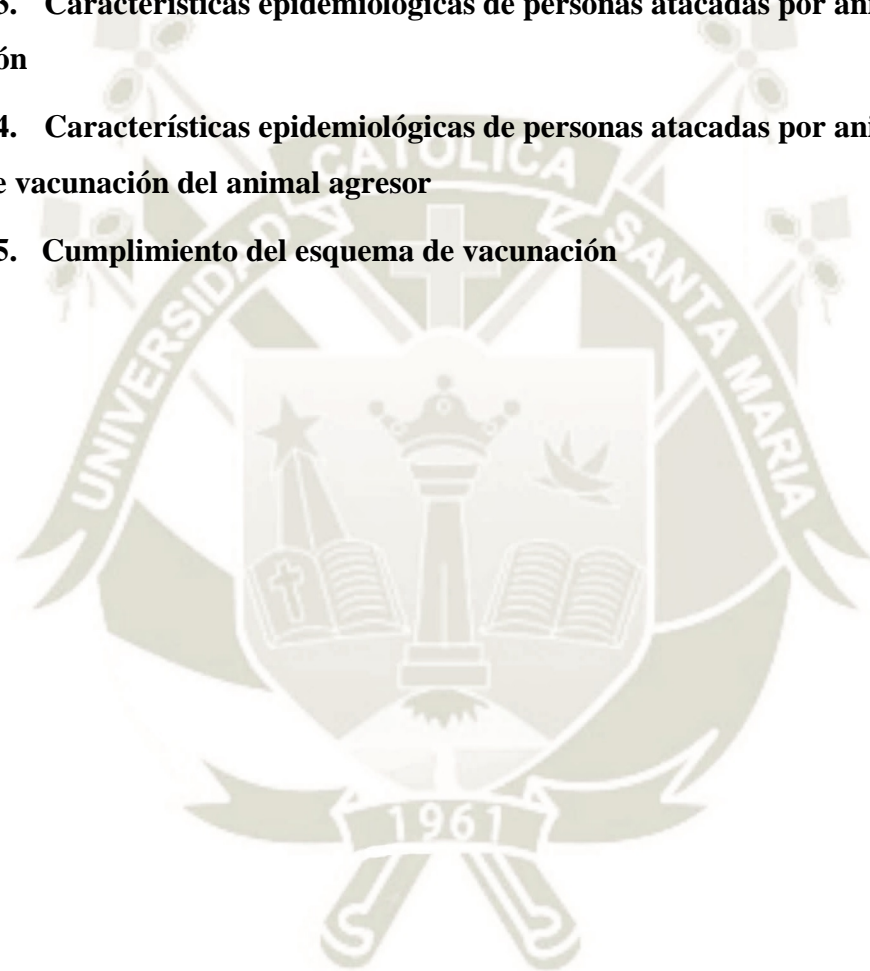 3. Características epidemiológicas de personas atacadas por ani
ón
4. Características epidemiológicas de personas atacadas por ani
e vacunación del animal agresor
5. Cumplimiento del esquema de vacunación
UNIVERSIDAD CATOLICA SANTA MARIA
1961